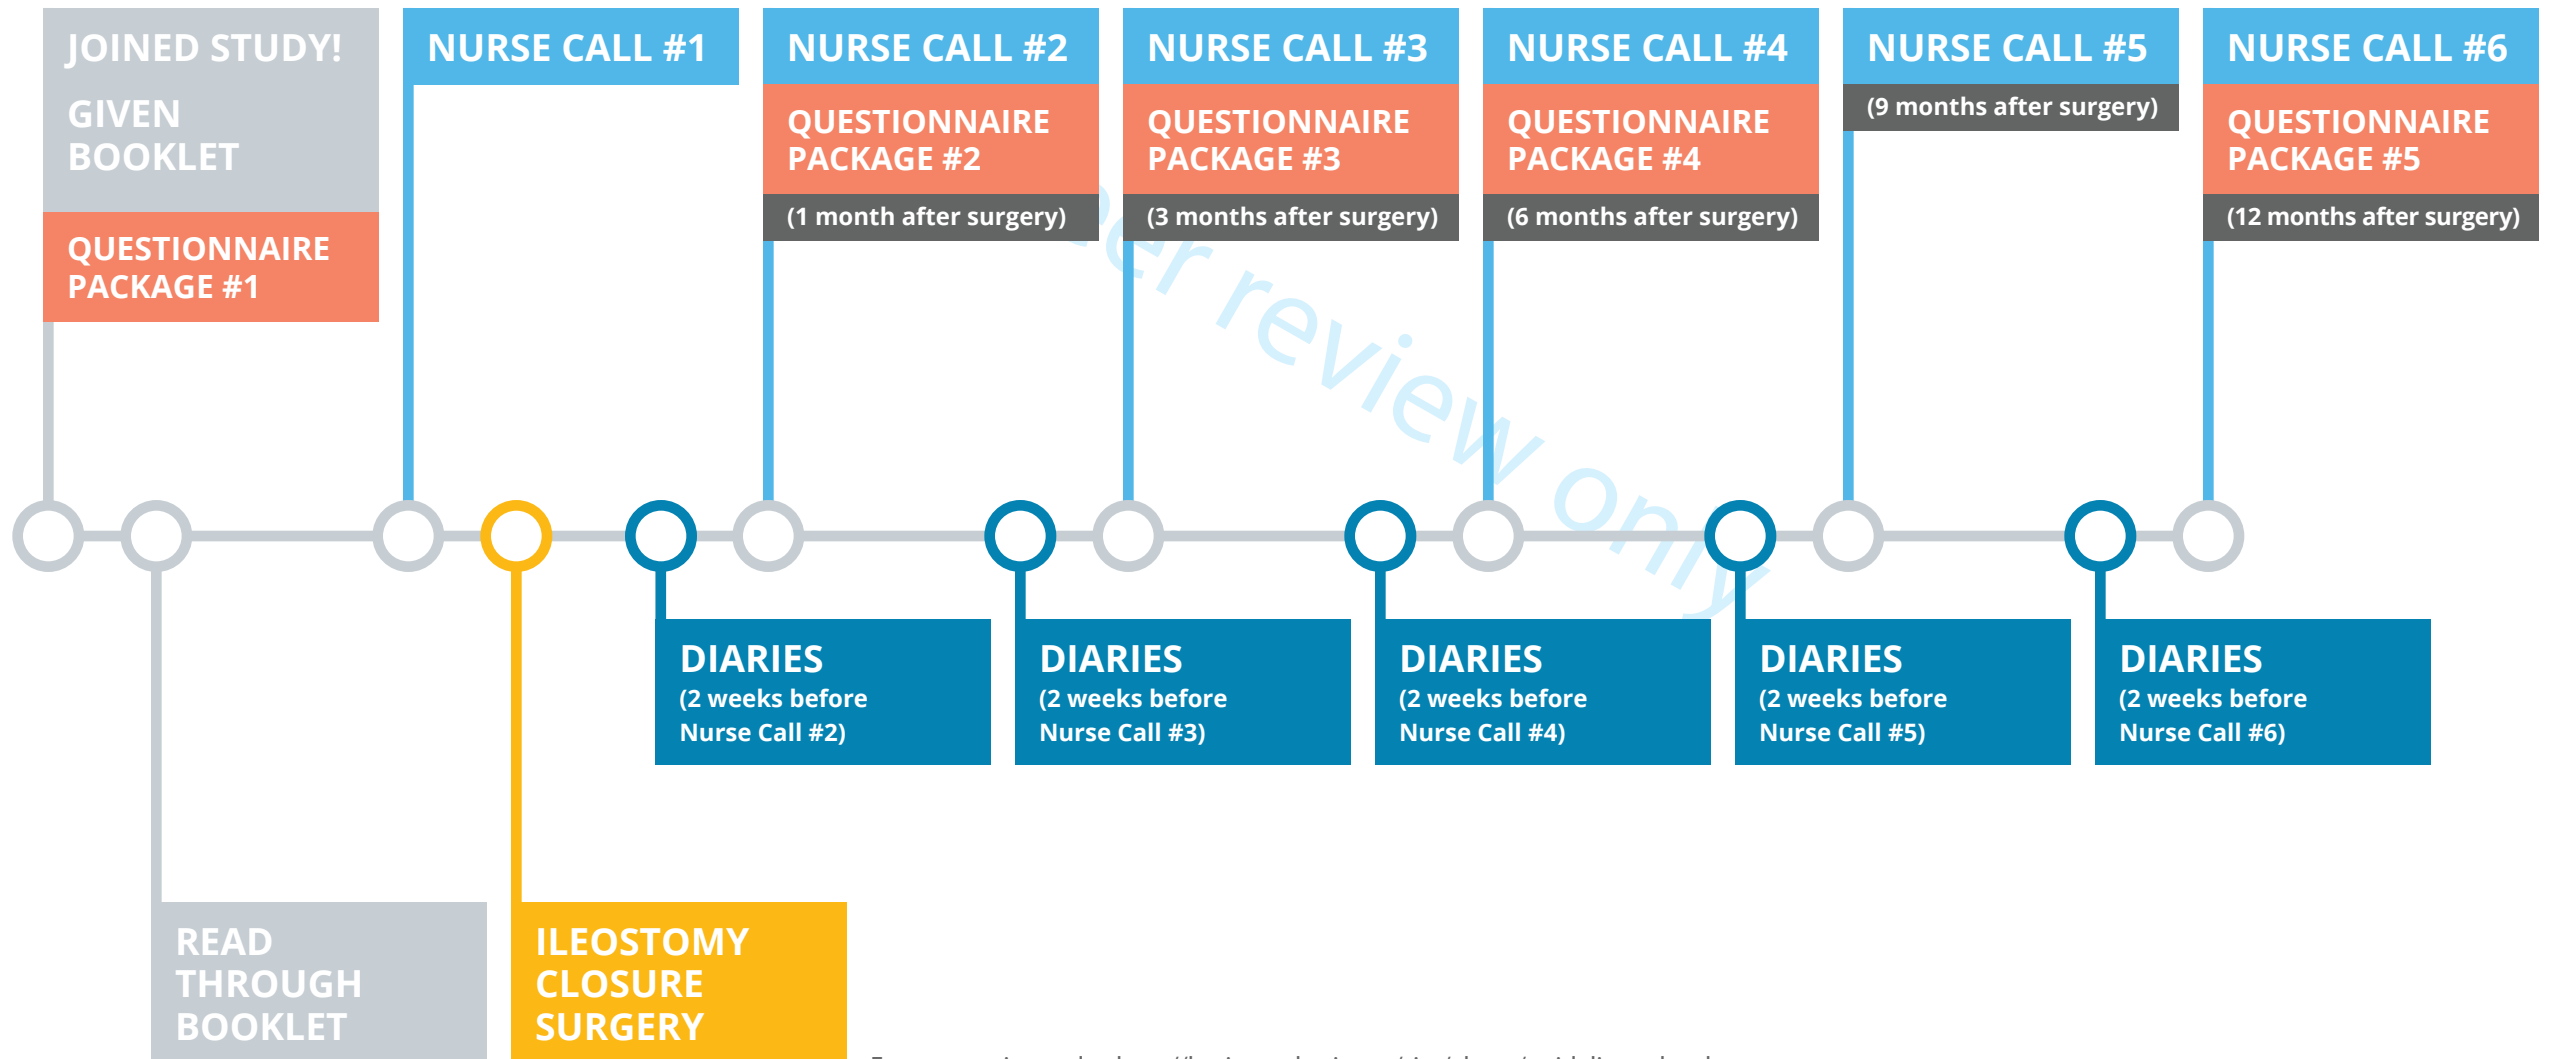 JOINED STUDY!
GIVEN
BOOKLET
QUESTIONNAIRE
PACKAGE #1
NURSE CALL #1
NURSE CALL #2
QUESTIONNAIRE
PACKAGE #2
(1 month after surgery)
NURSE CALL #3
QUESTIONNAIRE
PACKAGE #3
(3 months after surgery)
NURSE CALL #4
QUESTIONNAIRE
PACKAGE #4
(6 months after surgery)
NURSE CALL #5
(9 months after surgery)
NURSE CALL #6
QUESTIONNAIRE
PACKAGE #5
(12 months after surgery)
review only
DIARIES
(2 weeks before
Nurse Call #2)
DIARIES
(2 weeks before
Nurse Call #3)
DIARIES
(2 weeks before
Nurse Call #4)
DIARIES
(2 weeks before
Nurse Call #5)
DIARIES
(2 weeks before
Nurse Call #6)
READ
THROUGH
BOOKLET
ILEOSTOMY
CLOSURE
SURGERY